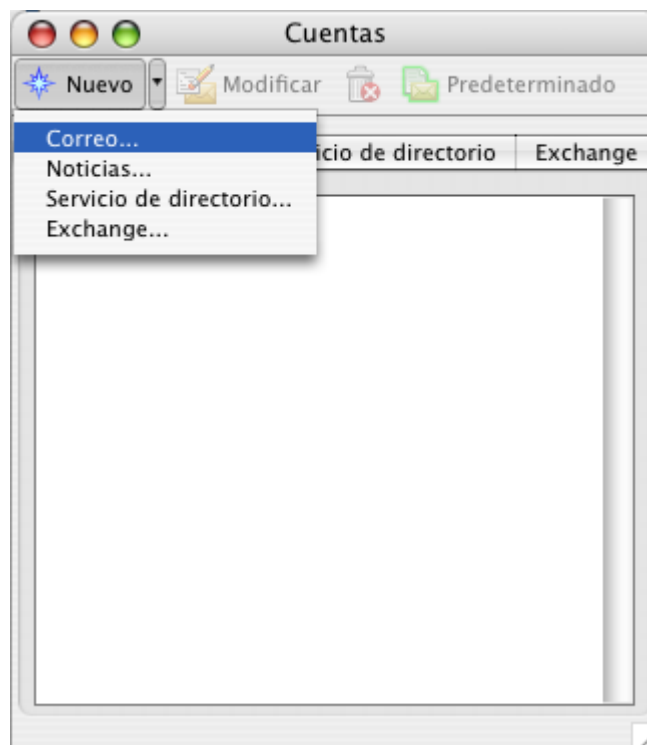 Cuentas
Nuevo Modificar Predeterminado
Correo...
icio de directorio Exchange
Noticias...
Servicio de directorio...
Exchange...